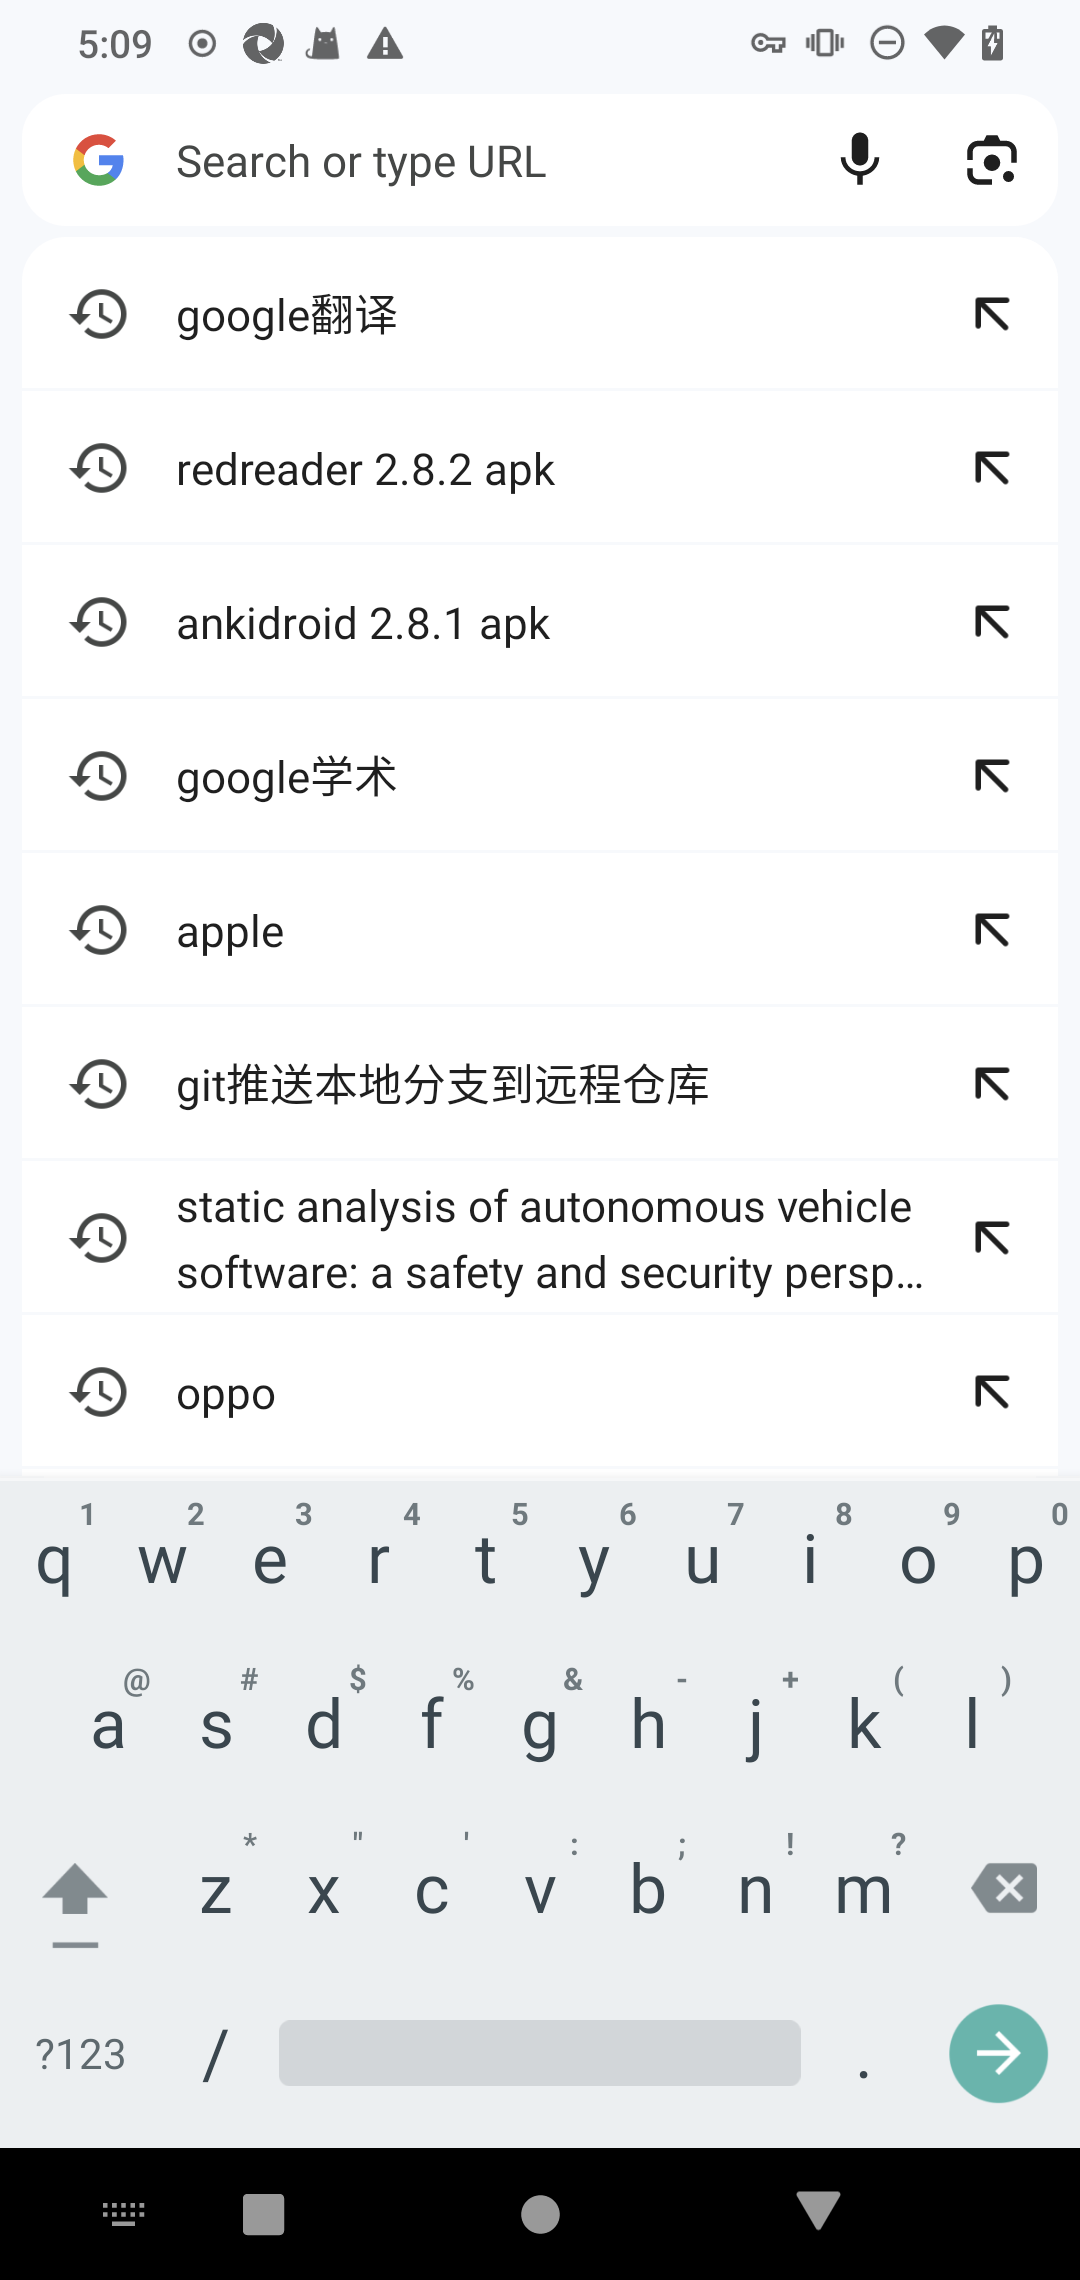 5:09
Search or type URL
google翻译
redreader 2.8.2 apk
ankidroid 2.8.1 apk
google学术
apple
git推送本地分支到远程仓库
static analysis of autonomous vehicle
software: a safety and security persp…
oppo
1 2 3 4 5 6 7 8 9 0
q w e r t y u i o p
@ # $ % & - + ( )
a s d f g h j k l
* " ' : ; ! ?
z x c v b n m
?123 / .